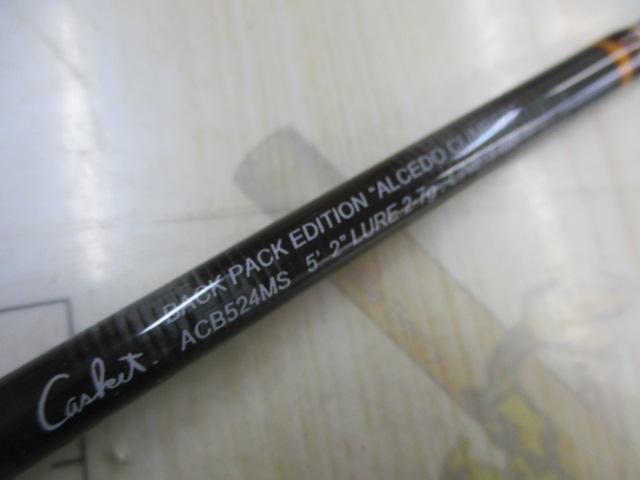 Casket
BACK PACK EDITION "ALCEDO
ACB524MS 5' 2" LURE 2-7g